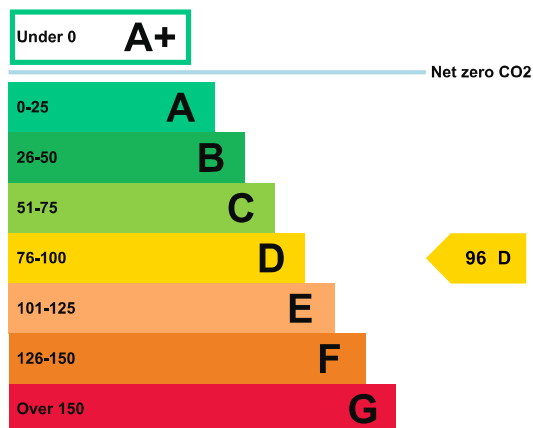 Under 0 A+
Net zero CO2
0-25 A
26-50 B
51-75 C
76-100 D
96 D
101-125 E
126-150 F
Over 150 G